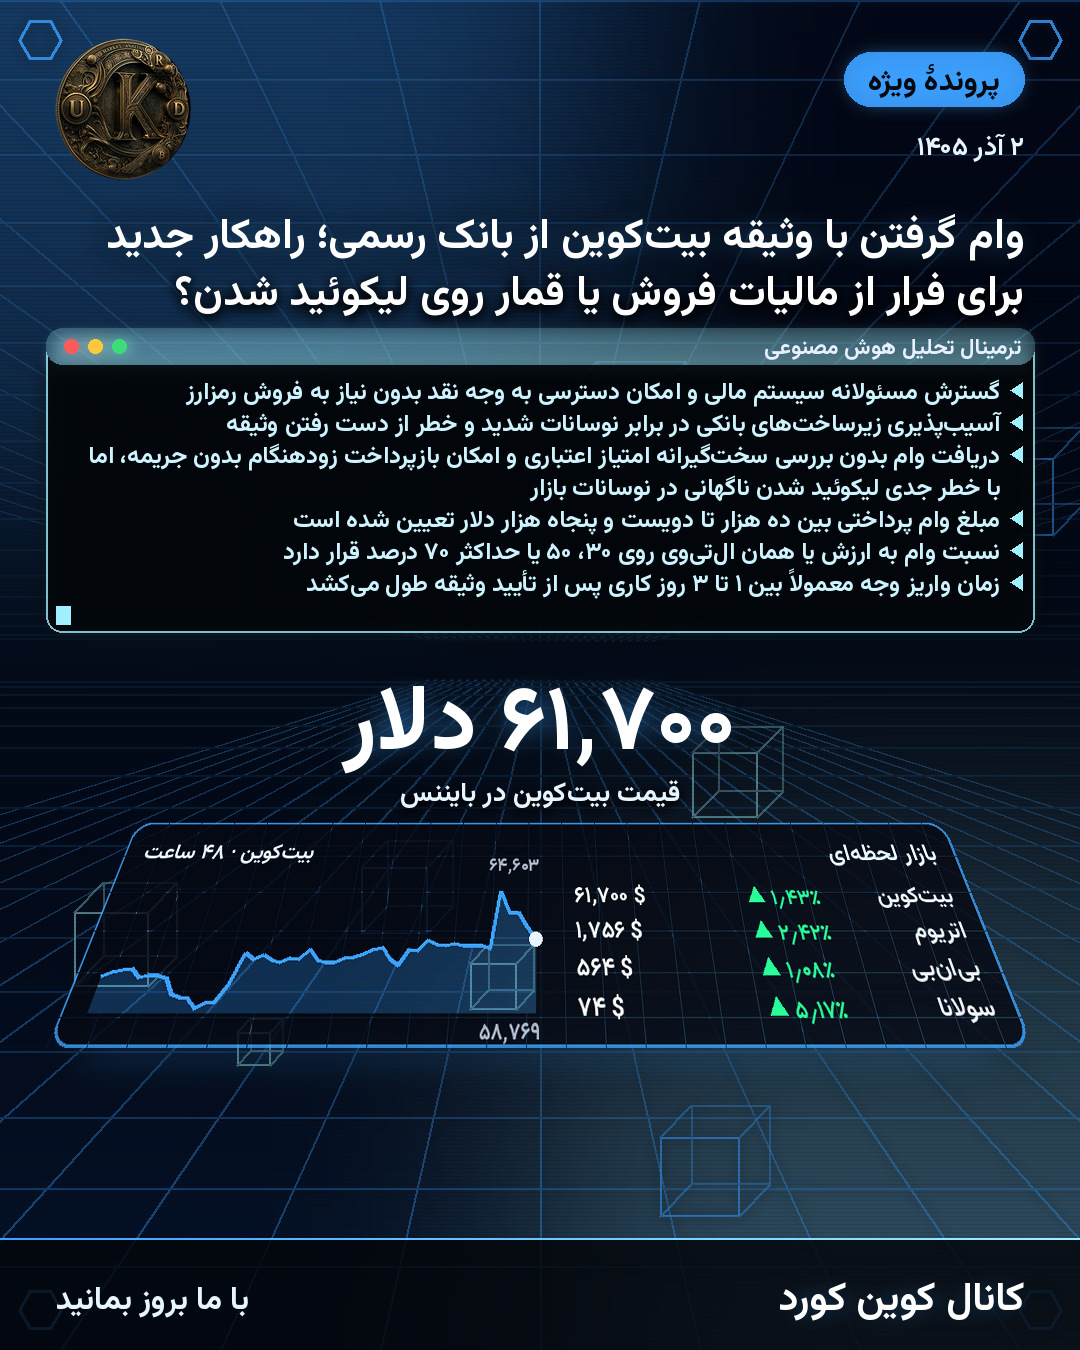 پروندهٔ ویژه
۲ آذر ۱۴۰۵
وام گرفتن با وثیقه بیت‌کوین از بانک رسمی؛ راهکار جدید
برای فرار از مالیات فروش یا قمار روی لیکوئید شدن؟
ترمینال تحلیل هوش مصنوعی
گسترش مسئولانه سیستم مالی و امکان دسترسی به وجه نقد بدون نیاز به فروش رمزارز
آسیب‌پذیری زیرساخت‌های بانکی در برابر نوسانات شدید و خطر از دست رفتن وثیقه
دریافت وام بدون بررسی سخت‌گیرانه امتیاز اعتباری و امکان بازپرداخت زودهنگام بدون جریمه، اما
با خطر جدی لیکوئید شدن ناگهانی در نوسانات بازار
مبلغ وام پرداختی بین ده هزار تا دویست و پنجاه هزار دلار تعیین شده است
نسبت وام به ارزش یا همان ال‌تی‌وی روی ۳۰، ۵۰ یا حداکثر ۷۰ درصد قرار دارد
زمان واریز وجه معمولاً بین ۱ تا ۳ روز کاری پس از تأیید وثیقه طول می‌کشد
۶۱,۷۰۰ دلار
قیمت بیت‌کوین در بایننس
بازار لحظه‌ای
بیت‌کوین ▲۱٫۴۳٪ ۶۱,۷۰۰ $
اتریوم ▲۲٫۴۲٪ ۱,۷۵۶ $
بی‌ان‌بی ▲۱٫۰۸٪ ۵۶۴ $
سولانا ▲۵٫۱۷٪ ۷۴ $
بیت‌کوین · ۴۸ ساعت
۶۴,۶۰۳
۵۸,۷۶۹
کانال کوین کورد
با ما بروز بمانید
K
U
R
D